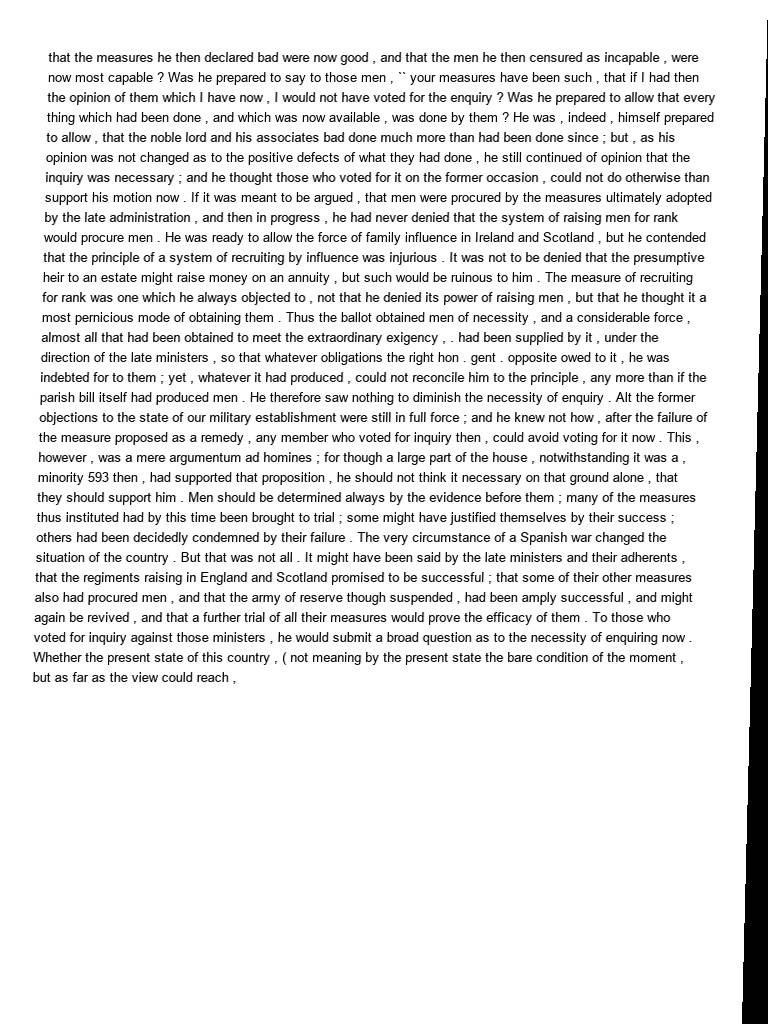 that the measures he then declared bad were now good , and that the men he then censured as incapable , were
now most capable ? Was he prepared to say to those men , `` your measures have been such , that if I had then
the opinion of them which I have now , I would not have voted for the enquiry ? Was he prepared to allow that every
thing which had been done , and which was now available , was done by them ? He was , indeed , himself prepared
to allow , that the noble lord and his associates bad done much more than had been done since ; but , as his
opinion was not changed as to the positive defects of what they had done , he still continued of opinion that the
inquiry was necessary ; and he thought those who voted for it on the former occasion , could not do otherwise than
support his motion now . If it was meant to be argued , that men were procured by the measures ultimately adopted
by the late administration , and then in progress , he had never denied that the system of raising men for rank
would procure men . He was ready to allow the force of family influence in Ireland and Scotland , but he contended
that the principle of a system of recruiting by influence was injurious . It was not to be denied that the presumptive
heir to an estate might raise money on an annuity , but such would be ruinous to him . The measure of recruiting
for rank was one which he always objected to , not that he denied its power of raising men , but that he thought it a
most pernicious mode of obtaining them . Thus the ballot obtained men of necessity , and a considerable force ,
almost all that had been obtained to meet the extraordinary exigency , . had been supplied by it , under the
direction of the late ministers , so that whatever obligations the right hon . gent . opposite owed to it , he was
indebted for to them ; yet , whatever it had produced , could not reconcile him to the principle , any more than if the
parish bill itself had produced men . He therefore saw nothing to diminish the necessity of enquiry . Alt the former
objections to the state of our military establishment were still in full force ; and he knew not how , after the failure of
the measure proposed as a remedy , any member who voted for inquiry then , could avoid voting for it now . This ,
however , was a mere argumentum ad homines ; for though a large part of the house , notwithstanding it was a ,
minority 593 then , had supported that proposition , he should not think it necessary on that ground alone , that
they should support him . Men should be determined always by the evidence before them ; many of the measures
thus instituted had by this time been brought to trial ; some might have justified themselves by their success ;
others had been decidedly condemned by their failure . The very circumstance of a Spanish war changed the
situation of the country . But that was not all . It might have been said by the late ministers and their adherents ,
that the regiments raising in England and Scotland promised to be successful ; that some of their other measures
also had procured men , and that the army of reserve though suspended , had been amply successful , and might
again be revived , and that a further trial of all their measures would prove the efficacy of them . To those who
voted for inquiry against those ministers , he would submit a broad question as to the necessity of enquiring now .
Whether the present state of this country , ( not meaning by the present state the bare condition of the moment ,
but as far as the view could reach ,